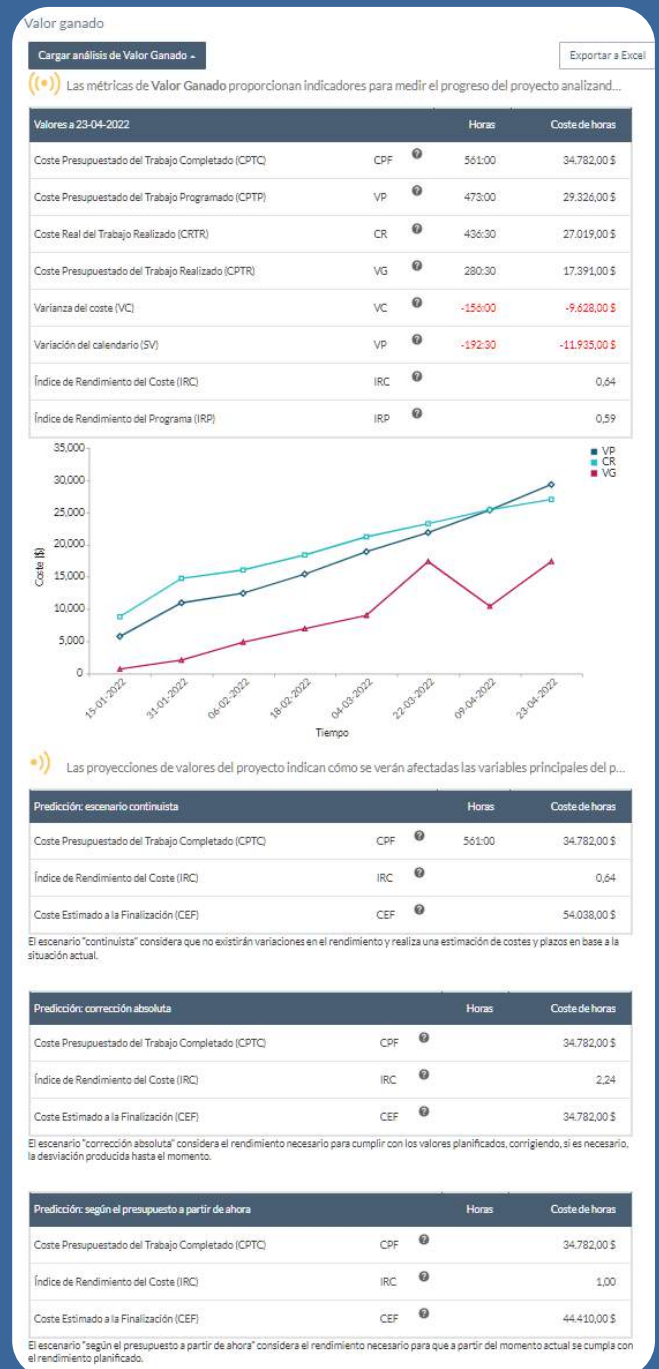 Valor ganado
Cargar análisis de Valor Ganado
Exportar a Excel
Las métricas de Valor Ganado proporcionan indicadores para medir el progreso del proyecto analizand...
Valores a 23-04-2022 Horas Coste de horas
Coste Presupuestado del Trabajo Completado (CPTC) CPF ? 561:00 34.782,00 $
Coste Presupuestado del Trabajo Programado (CPTP) VP ? 473:00 29.326,00 $
Coste Real del Trabajo Realizado (CRTR) CR ? 436:30 27.019,00 $
Coste Presupuestado del Trabajo Realizado (CPTR) VG ? 280:30 17.391,00 $
Varianza del coste (VC) VC ? -156:00 -9.628,00 $
Variación del calendario (SV) VP ? -192:30 -11.935,00 $
Índice de Rendimiento del Coste (IRC) IRC ? 0,64
Índice de Rendimiento del Programa (IRP) IRP ? 0,59
35,000
30,000
25,000
20,000
15,000
10,000
5,000
0
Coste ($)
VP
CR
VG
15-01-2022 31-01-2022 06-02-2022 18-02-2022 04-03-2022 22-03-2022 09-04-2022 23-04-2022
Tiempo
Las proyecciones de valores del proyecto indican cómo se verán afectadas las variables principales del p...
Predicción: escenario continuista Horas Coste de horas
Coste Presupuestado del Trabajo Completado (CPTC) CPF ? 561:00 34.782,00 $
Índice de Rendimiento del Coste (IRC) IRC ? 0,64
Coste Estimado a la Finalización (CEF) CEF ? 54.038,00 $
El escenario "continuista" considera que no existirán variaciones en el rendimiento y realiza una estimación de costes y plazos en base a la
situación actual.
Predicción: corrección absoluta Horas Coste de horas
Coste Presupuestado del Trabajo Completado (CPTC) CPF ? 34.782,00 $
Índice de Rendimiento del Coste (IRC) IRC ? 2,24
Coste Estimado a la Finalización (CEF) CEF ? 34.782,00 $
El escenario "corrección absoluta" considera el rendimiento necesario para cumplir con los valores planificados, corrigiendo, si es necesario,
la desviación producida hasta el momento.
Predicción: según el presupuesto a partir de ahora Horas Coste de horas
Coste Presupuestado del Trabajo Completado (CPTC) CPF ? 34.782,00 $
Índice de Rendimiento del Coste (IRC) IRC ? 1,00
Coste Estimado a la Finalización (CEF) CEF ? 44.410,00 $
El escenario "según el presupuesto a partir de ahora" considera el rendimiento necesario para que a partir del momento actual se cumpla con
el rendimiento planificado.